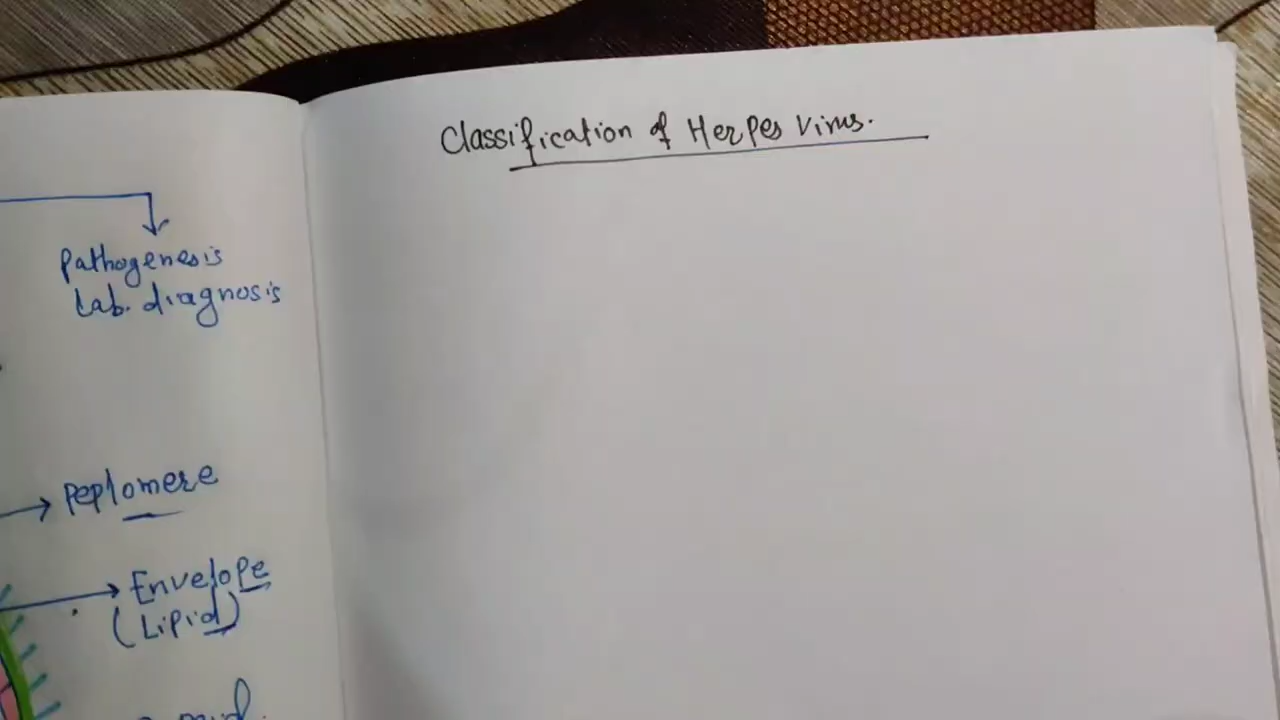 Pathogenesis
Lab. diagnosis
Peplomere
Envelope
(Lipid)
Classification of Herpes virus.